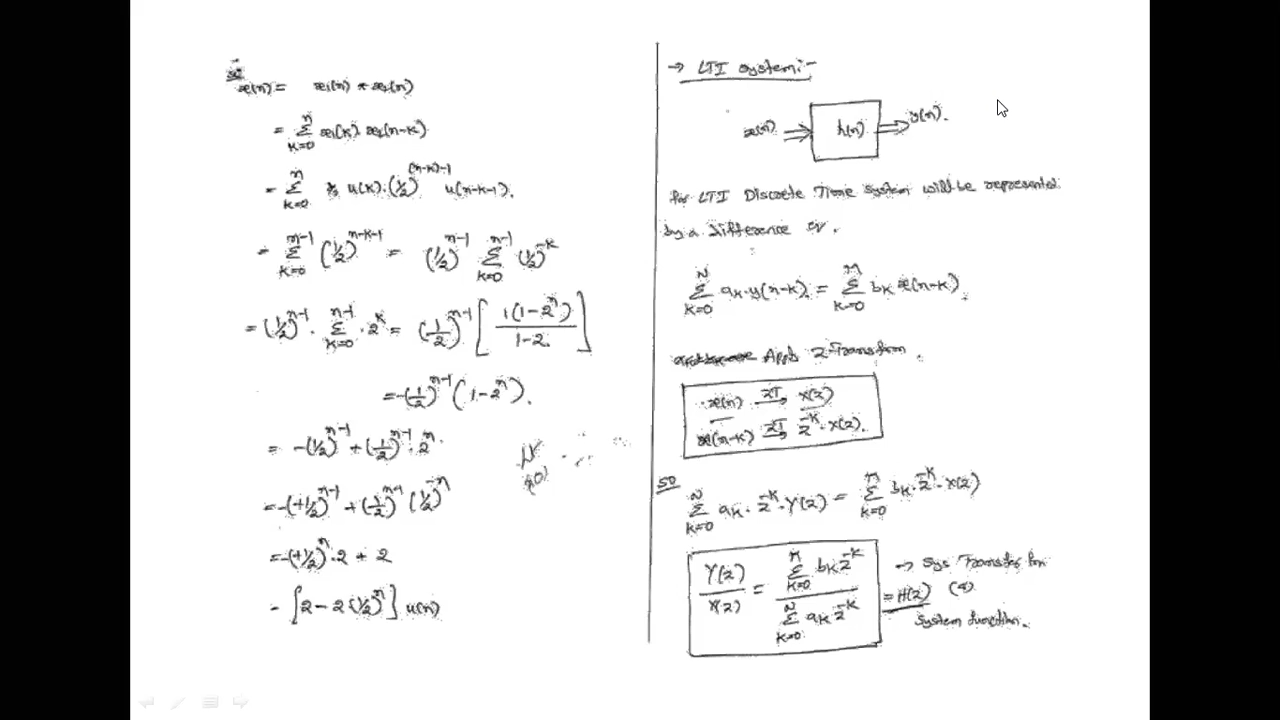 x(n) = x₁(n) * x₂(n)
= Σ_{k=0}^{n} x₁(k) x₂(n-k)
= Σ_{k=0}^{n} u(k)·(1/2)^{(n-k)-1} u(n-k-1).
= Σ_{k=0}^{n-1} (1/2)^{n-k-1} = (1/2)^{n-1} Σ_{k=0}^{n-1} (1/2)^{-k}
= (1/2)^{n-1} · Σ_{k=0}^{n-1} · 2^k = (1/2)^{n-1} [ 1(1-2^n) / 1-2 ]
= -(1/2)^{n-1} (1-2^n).
= -(1/2)^{n-1} + (1/2)^{n-1} · 2^n
= -(+1/2)^{n-1} + (1/2)^{n-1} (1/2)^{-n}
= -(+1/2)^n · 2 + 2
= [2 - 2(1/2)^n] u(n)
→ LTI system:-
x(n) ⇒ h(n) ⇒ y(n).
for LTI Discrete Time system will be represented
by a Difference
Σ_{k=0}^{N} a_k·y(n-k) = Σ_{k=0}^{M} b_k x(n-k).
Apply Z Transform.
x(n) ZT→ X(z)
x(n-k) ZT→ z^{-k}·X(z).
SO
Σ_{k=0}^{N} a_k · z^{-k} · Y(z) = Σ_{k=0}^{M} b_k · z^{-k} · X(z)
Y(z)/X(z) = Σ_{k=0}^{M} b_k z^{-k} / Σ_{k=0}^{N} a_k z^{-k}
→ Sys Transfer fun
= H(z) (or)
System function.